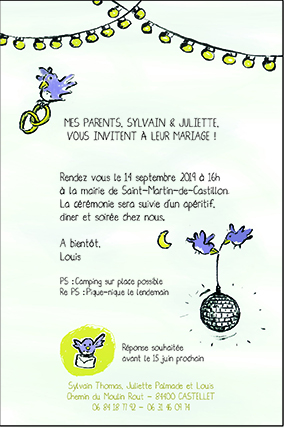 MES PARENTS, SYLVAIN & JULIETTE,
VOUS INVITENT À LEUR MARIAGE !
Rendez vous le 14 septembre 2019 à 16h
à la mairie de Saint-Martin-de-Castillon.
La cérémonie sera suivie d'un apéritif,
diner et soirée chez nous.
A bientôt,
Louis
PS : Camping sur place possible
Re PS : Pique-nique le lendemain
Réponse souhaitée
avant le 15 juin prochain
Sylvain Thomas, Juliette Palmade et Louis
Chemin du Moulin Rout - 84400 CASTELLET
06 84 18 77 92 - 06 31 46 09 74